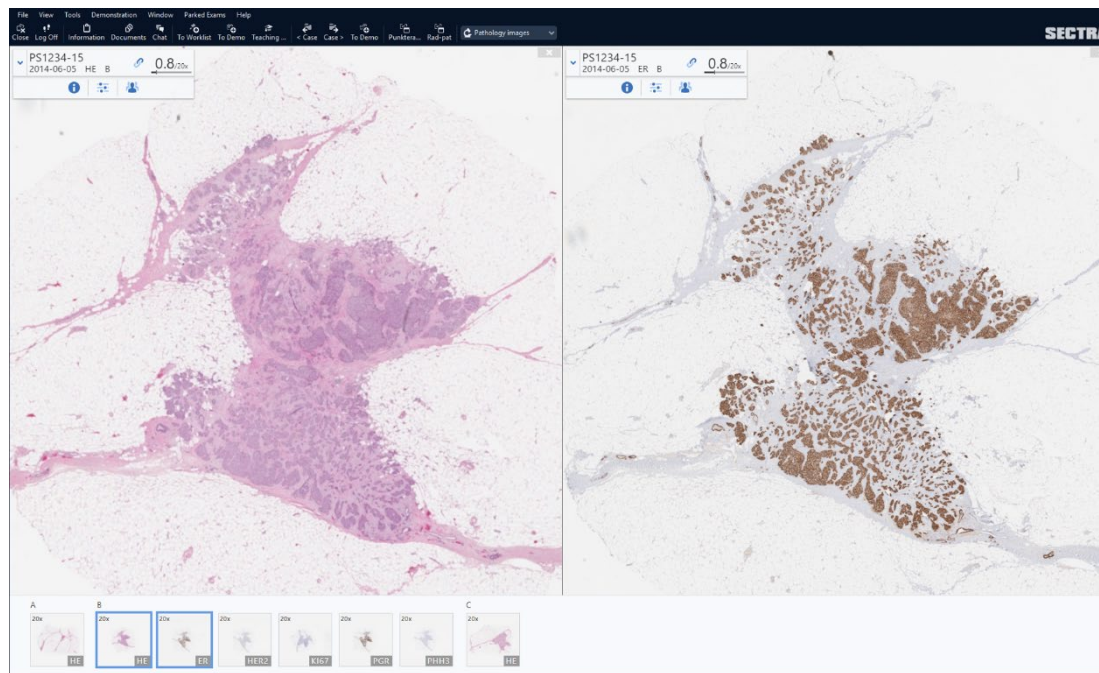 File View Tools Demonstration Window Parked Exams Help
Close Log Off Information Documents Chat To Worklist To Demo Teaching ... < Case Case > To Demo Punktera... Rad-pat Pathology images
SECTRA
PS1234-15
2014-06-05 HE B
0.8/20x
PS1234-15
2014-06-05 ER B
0.8/20x
A B C
20x 20x 20x 20x 20x 20x 20x 20x
HE HE ER HER2 KI67 PGR PHH3 HE